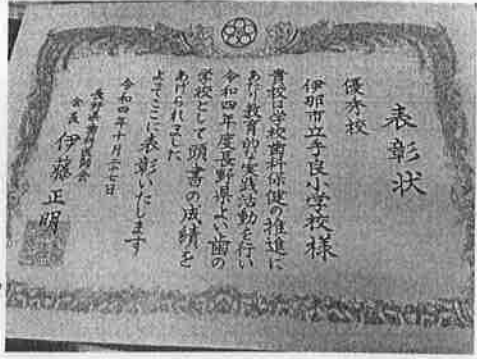 表彰状
優秀校
伊那市立手良小学校様
貴校は学校歯科保健の推進に
あたり教育的な実践活動を行い
令和四年度長野県よい歯の
学校として頭書の成績を
あげられました
よってここに表彰いたします
令和四年十月二十七日
長野県歯科医師会
会長 伊藤正明